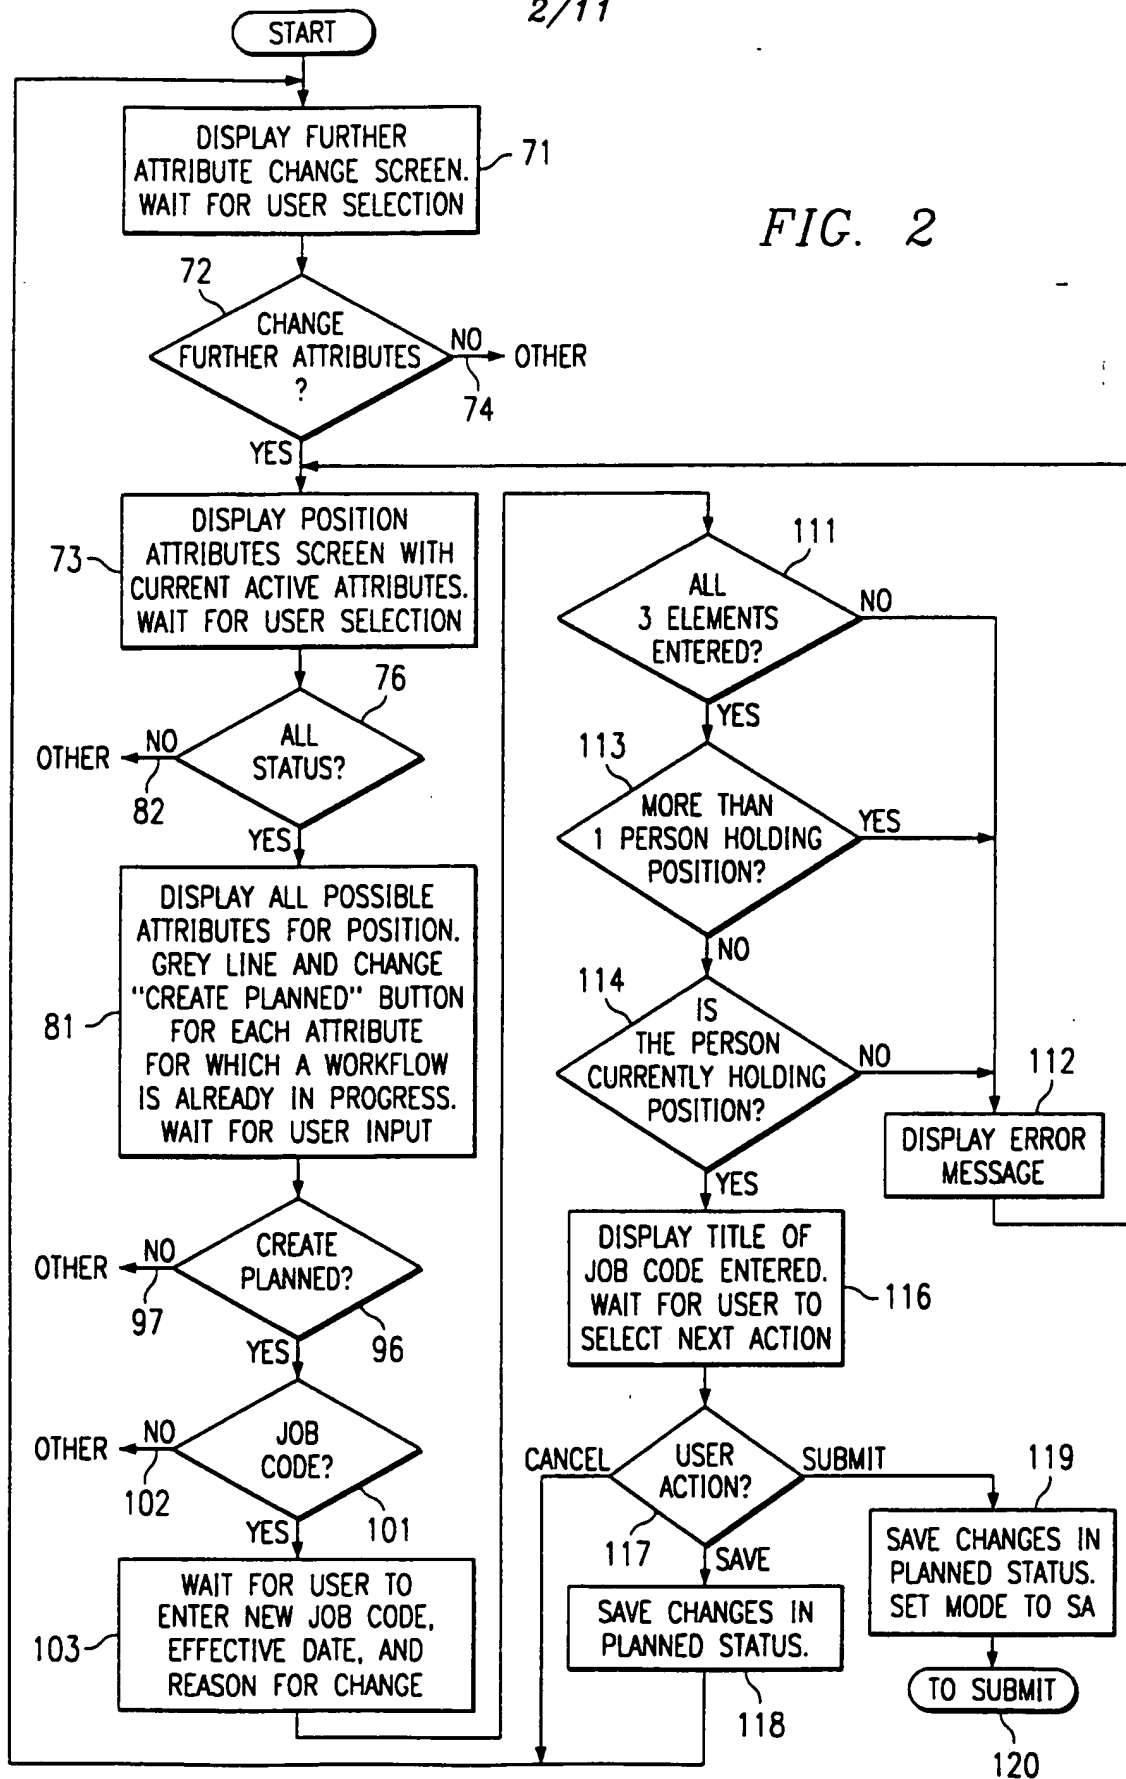 2/11
START
DISPLAY FURTHER
ATTRIBUTE CHANGE SCREEN.
WAIT FOR USER SELECTION
71
FIG. 2
72
CHANGE
FURTHER ATTRIBUTES
?
NO
OTHER
74
YES
DISPLAY POSITION
ATTRIBUTES SCREEN WITH
CURRENT ACTIVE ATTRIBUTES.
WAIT FOR USER SELECTION
73
76
ALL
STATUS?
NO
OTHER
82
YES
DISPLAY ALL POSSIBLE
ATTRIBUTES FOR POSITION.
GREY LINE AND CHANGE
"CREATE PLANNED" BUTTON
FOR EACH ATTRIBUTE
FOR WHICH A WORKFLOW
IS ALREADY IN PROGRESS.
WAIT FOR USER INPUT
81
CREATE
PLANNED?
NO
OTHER
97
96
YES
JOB
CODE?
NO
OTHER
102
101
YES
WAIT FOR USER TO
ENTER NEW JOB CODE,
EFFECTIVE DATE, AND
REASON FOR CHANGE
103
111
ALL
3 ELEMENTS
ENTERED?
NO
YES
113
MORE THAN
1 PERSON HOLDING
POSITION?
YES
NO
114
IS
THE PERSON
CURRENTLY HOLDING
POSITION?
NO
YES
112
DISPLAY ERROR
MESSAGE
DISPLAY TITLE OF
JOB CODE ENTERED.
WAIT FOR USER TO
SELECT NEXT ACTION
116
USER
ACTION?
CANCEL
SUBMIT
117
SAVE
SAVE CHANGES IN
PLANNED STATUS.
118
119
SAVE CHANGES IN
PLANNED STATUS.
SET MODE TO SA
TO SUBMIT
120